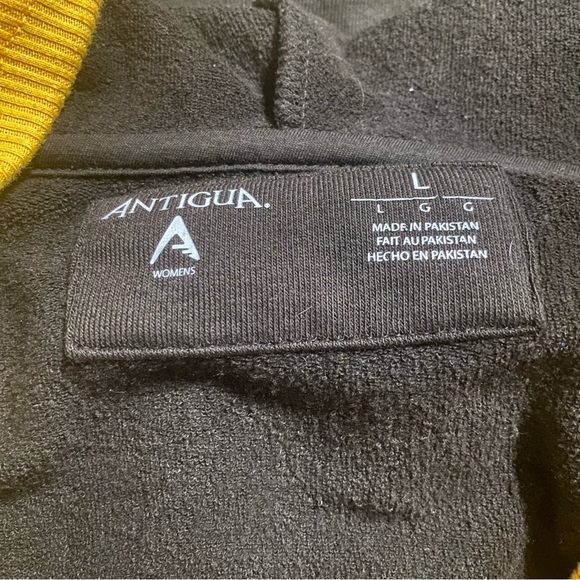 ANTIGUA.
WOMENS
L
L G G
MADE IN PAKISTAN
FAIT AU PAKISTAN
HECHO EN PAKISTAN